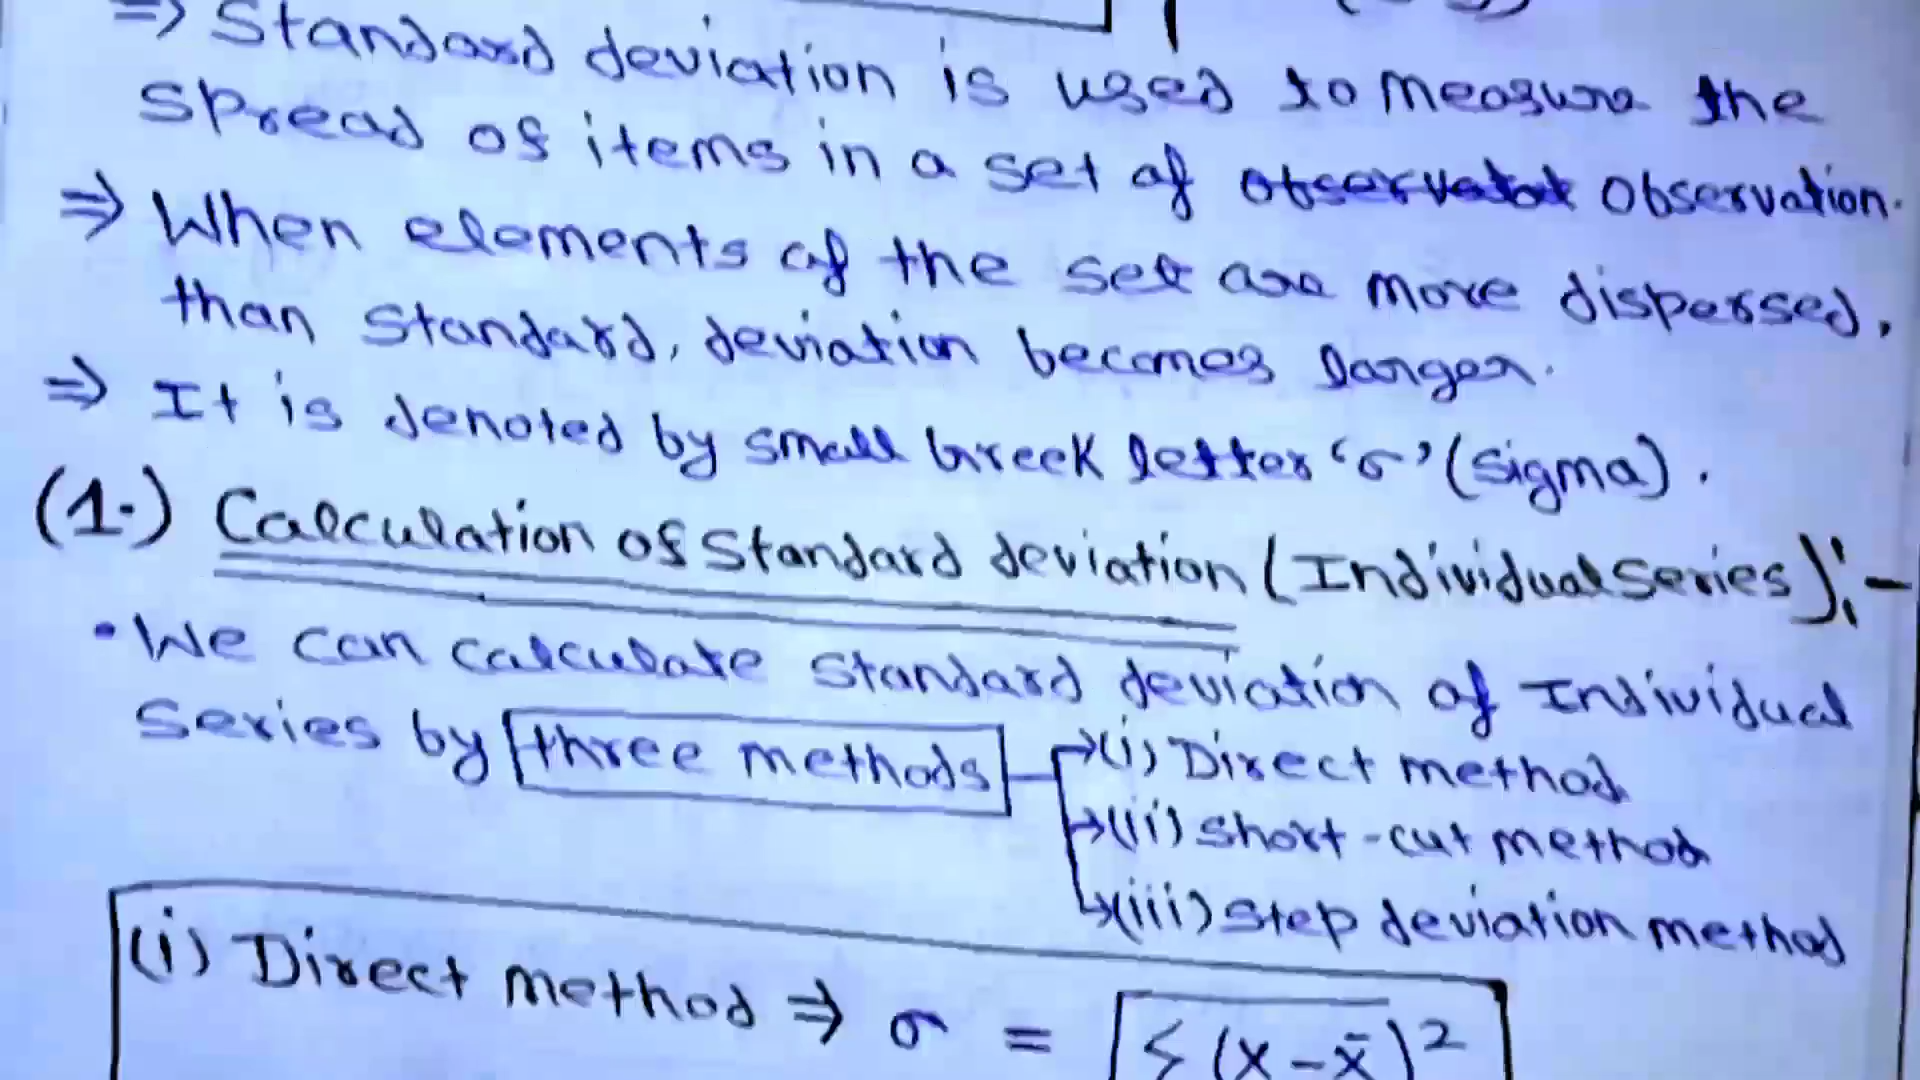 ⇒ Standard deviation is used to measure the
spread of items in a set of observation.
⇒ When elements of the set are more dispersed,
than standard, deviation becomes larger.
⇒ It is denoted by small Greek letter 'σ' (sigma).
(1.) Calculation of Standard deviation (Individual Series):-
• We can calculate standard deviation of Individual
series by three methods
→(i) Direct method
→(ii) short-cut method
→(iii) step deviation method
(i) Direct method ⇒ σ = √Σ(x-x̄)²